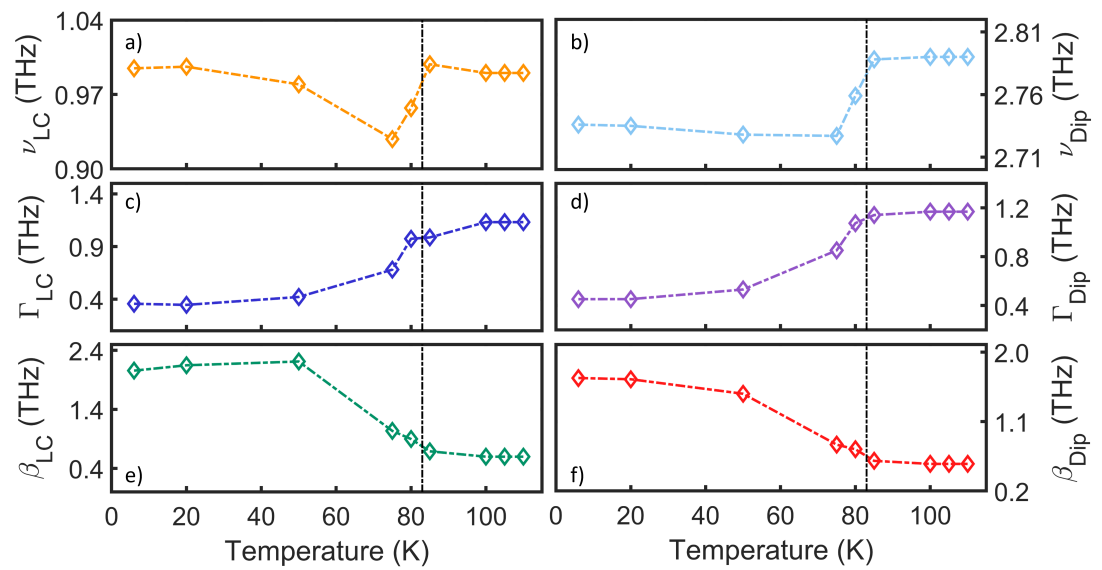 a)
1.04
0.97
0.90
ν_LC (THz)
b)
2.81
2.76
2.71
ν_Dip (THz)
c)
1.4
0.9
0.4
Γ_LC (THz)
d)
1.2
0.8
0.4
Γ_Dip (THz)
e)
2.4
1.4
0.4
β_LC (THz)
f)
2.0
1.1
0.2
β_Dip (THz)
0 20 40 60 80 100
Temperature (K)
0 20 40 60 80 100
Temperature (K)